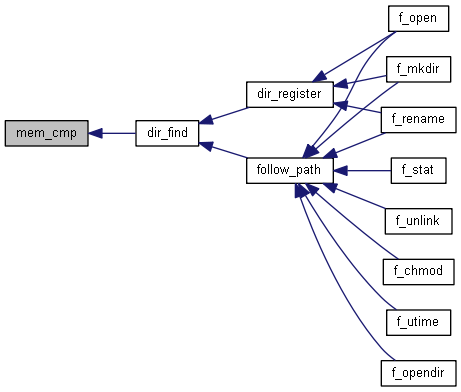 f_open
f_mkdir
dir_register
f_rename
mem_cmp
dir_find
follow_path
f_stat
f_unlink
f_chmod
f_utime
f_opendir